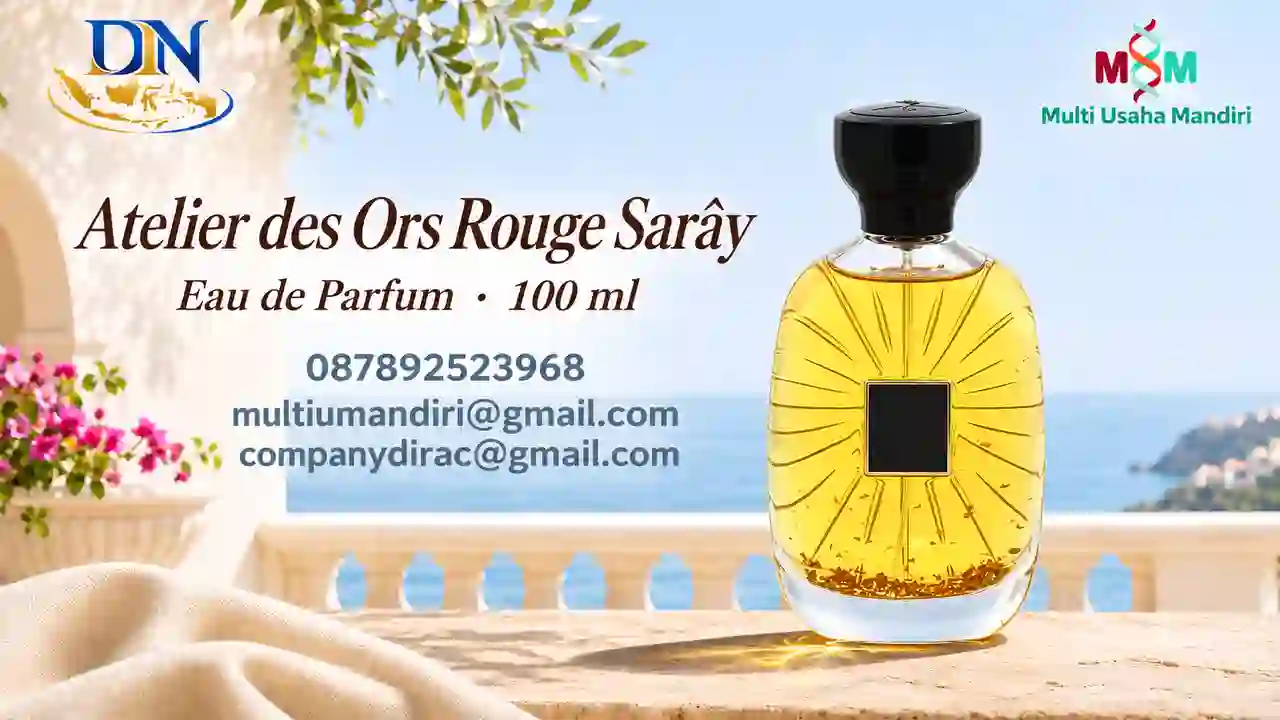 DN
MSM
Multi Usaha Mandiri
Atelier des Ors Rouge Sarây
Eau de Parfum • 100 ml
087892523968
multiumandiri@gmail.com
companydirac@gmail.com